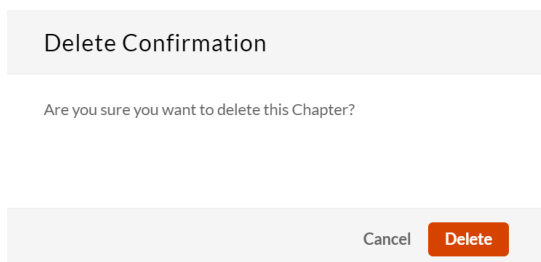 Delete Confirmation
Are you sure you want to delete this Chapter?
Cancel Delete